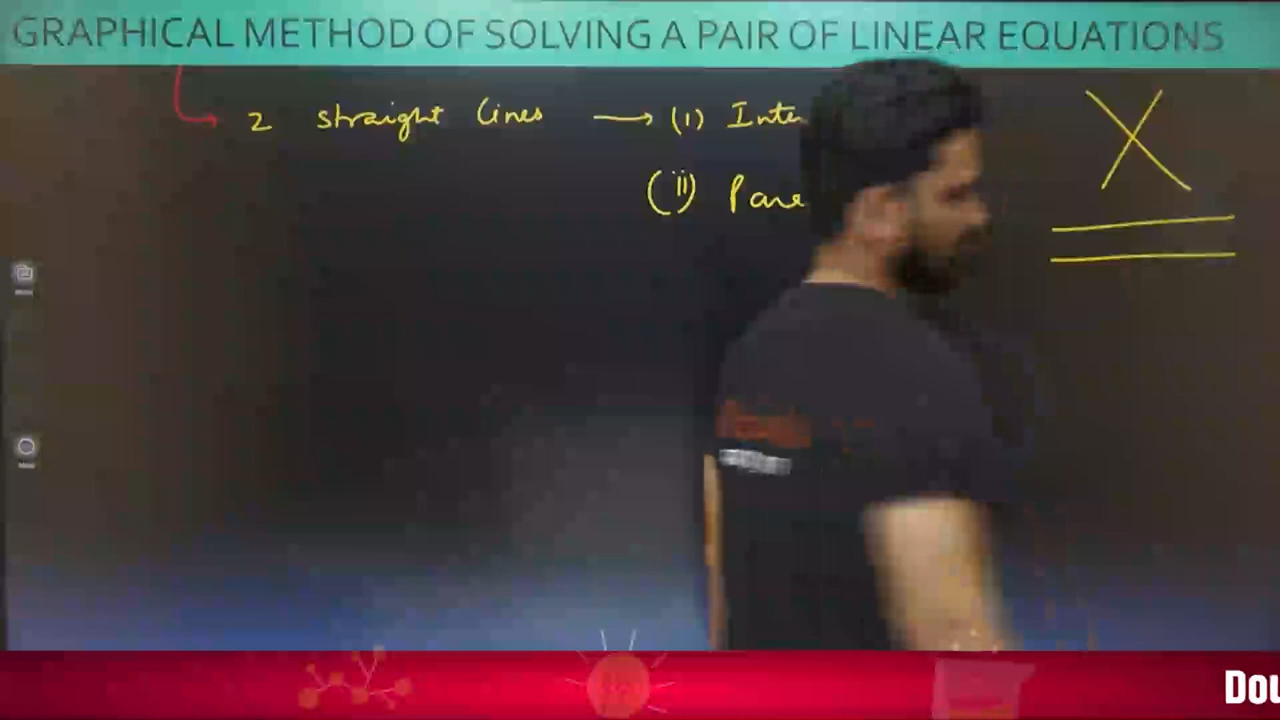 GRAPHICAL METHOD OF SOLVING A PAIR OF LINEAR EQUATIONS
2 straight lines → (i) Inte
(ii) Para
Dou